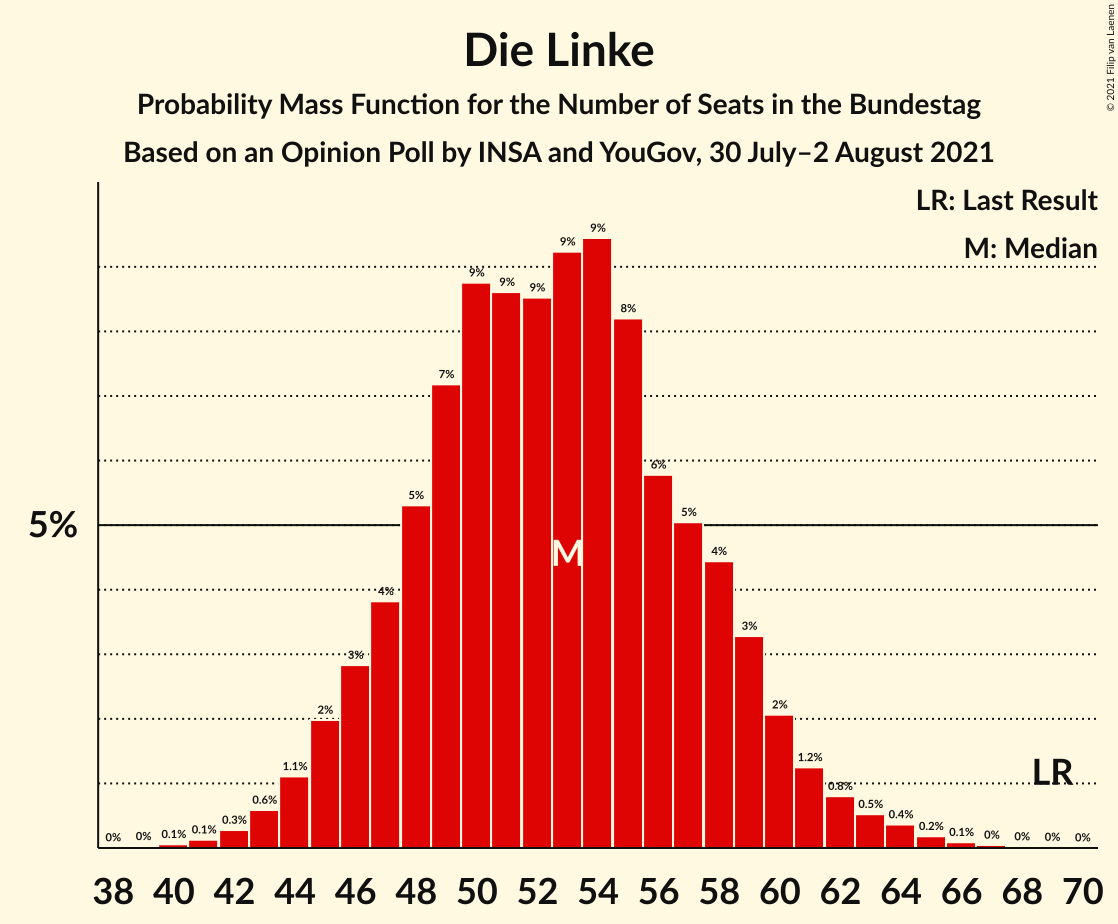 Die Linke
Probability Mass Function for the Number of Seats in the Bundestag
Based on an Opinion Poll by INSA and YouGov, 30 July–2 August 2021
© 2021 Filip van Laenen
LR: Last Result
M: Median
5%
0% 0% 0.1% 0.1% 0.3% 0.6% 1.1% 2% 3% 4% 5% 7% 9% 9% 9% 9% 9% 8% 6% 5% 4% 3% 2% 1.2% 0.8% 0.5% 0.4% 0.2% 0.1% 0% 0% 0% 0%
M
LR
38 40 42 44 46 48 50 52 54 56 58 60 62 64 66 68 70